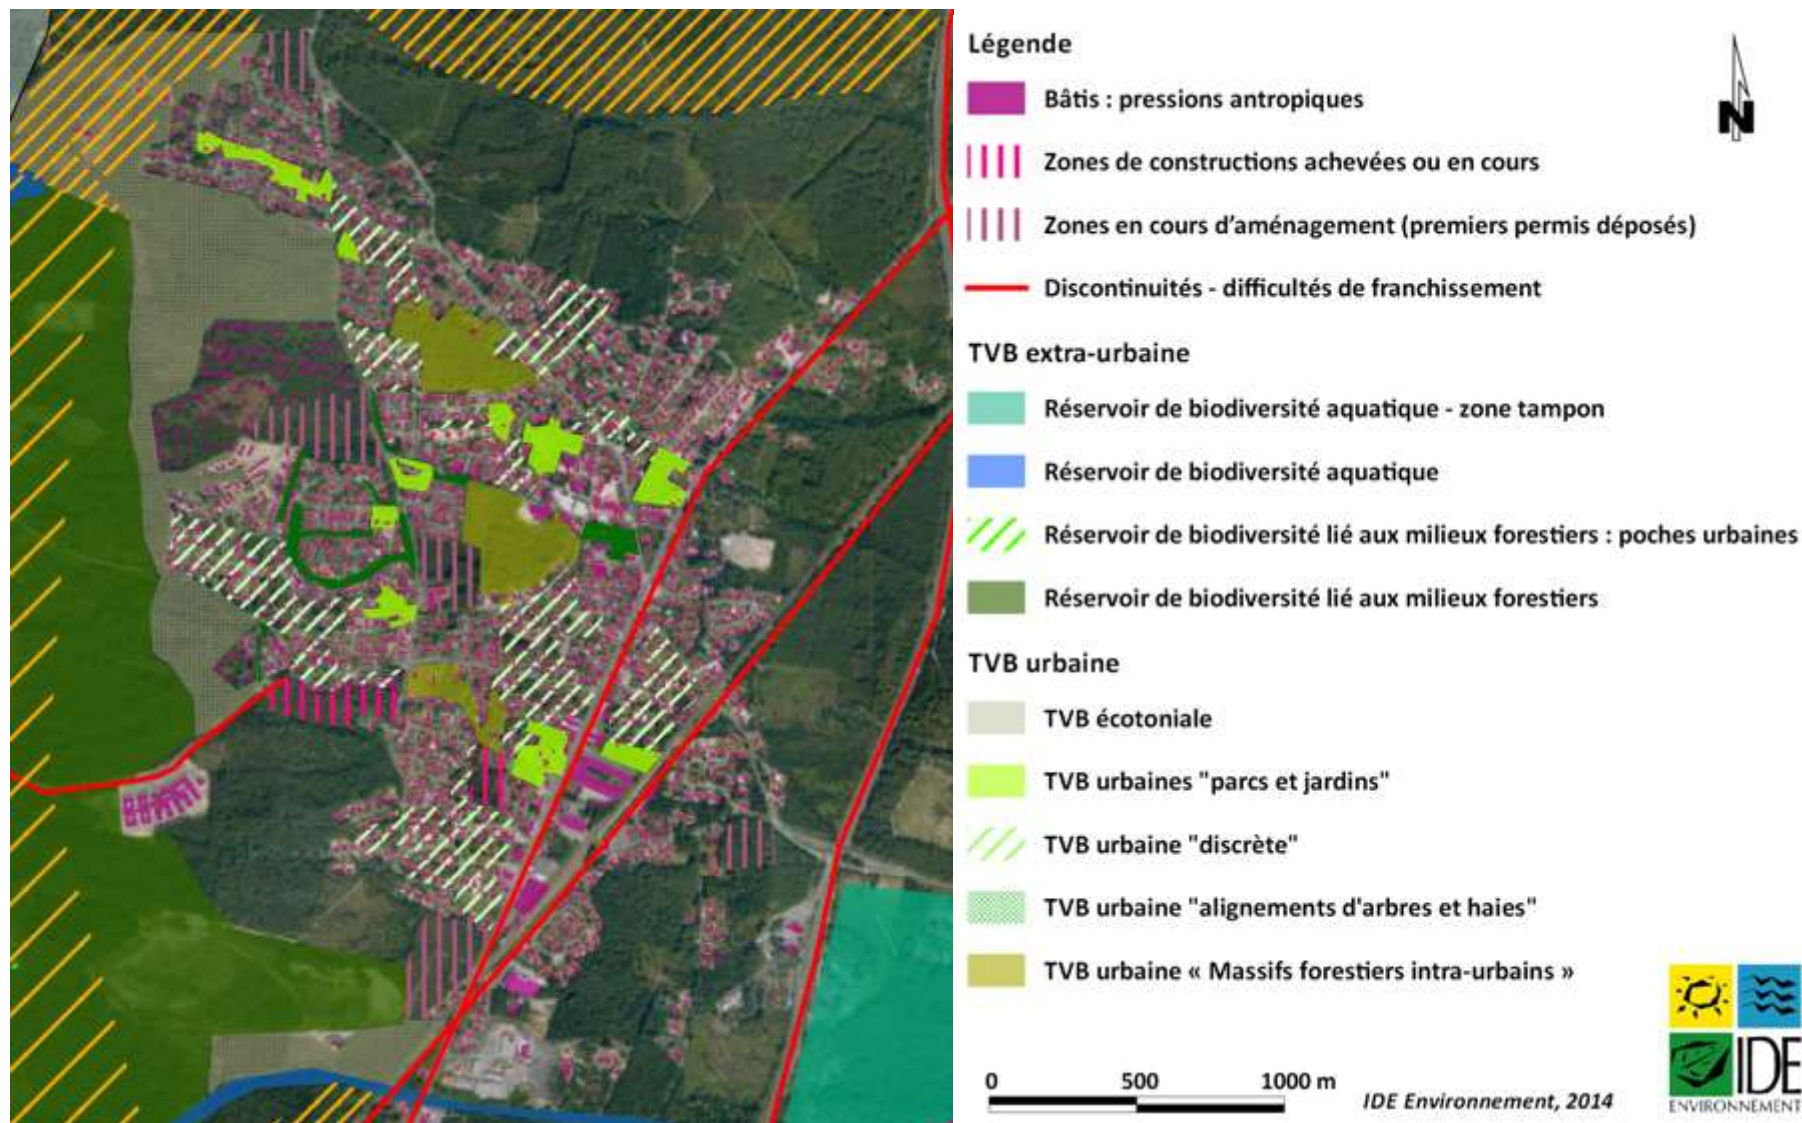 Légende
N
Bâtis : pressions antropiques
Zones de constructions achevées ou en cours
Zones en cours d’aménagement (premiers permis déposés)
Discontinuités - difficultés de franchissement
TVB extra-urbaine
Réservoir de biodiversité aquatique - zone tampon
Réservoir de biodiversité aquatique
Réservoir de biodiversité lié aux milieux forestiers : poches urbaines
Réservoir de biodiversité lié aux milieux forestiers
TVB urbaine
TVB écotoniale
TVB urbaines "parcs et jardins"
TVB urbaine "discrète"
TVB urbaine "alignements d'arbres et haies"
TVB urbaine « Massifs forestiers intra-urbains »
0 500 1000 m
IDE Environnement, 2014
IDE
ENVIRONNEMENT